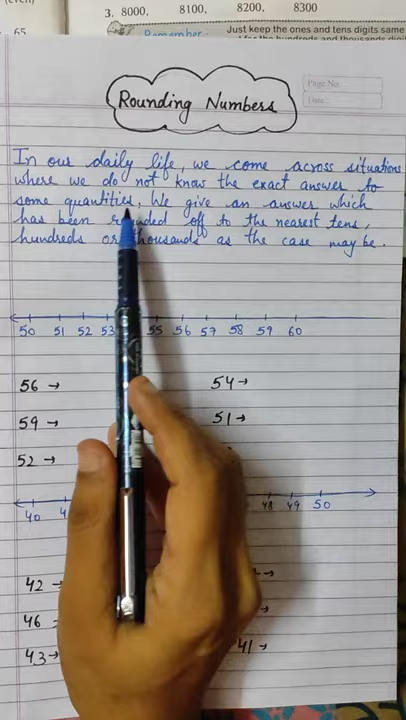 3. 8000, 8100, 8200, 8300
65
Remember Just keep the ones and tens digits same
Page No.
Date:
Rounding Numbers
In our daily life, we come across situations
where we do not know the exact answer to
some quantities. We give an answer which
has been rounded off to the nearest tens,
hundreds or thousands as the case may be.
50 51 52 53 55 56 57 58 59 60
56 → 54 →
59 → 51 →
52 →
40 48 49 50
42
46
43 → 41 →